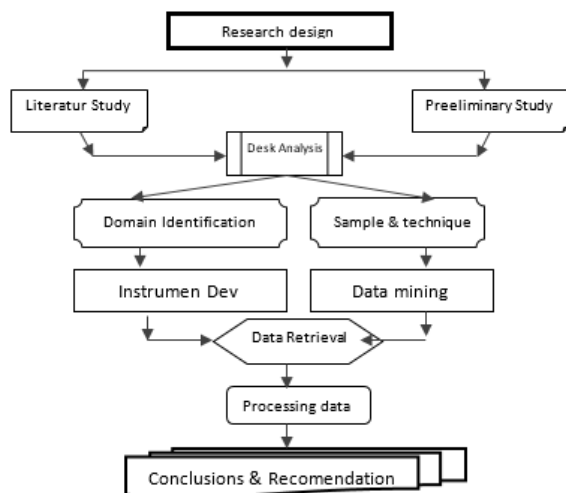 Research design
Literatur Study
Preeliminary Study
Desk Analysis
Domain Identification
Sample & technique
Instrumen Dev
Data mining
Data Retrieval
Processing data
Conclusions & Recomendation